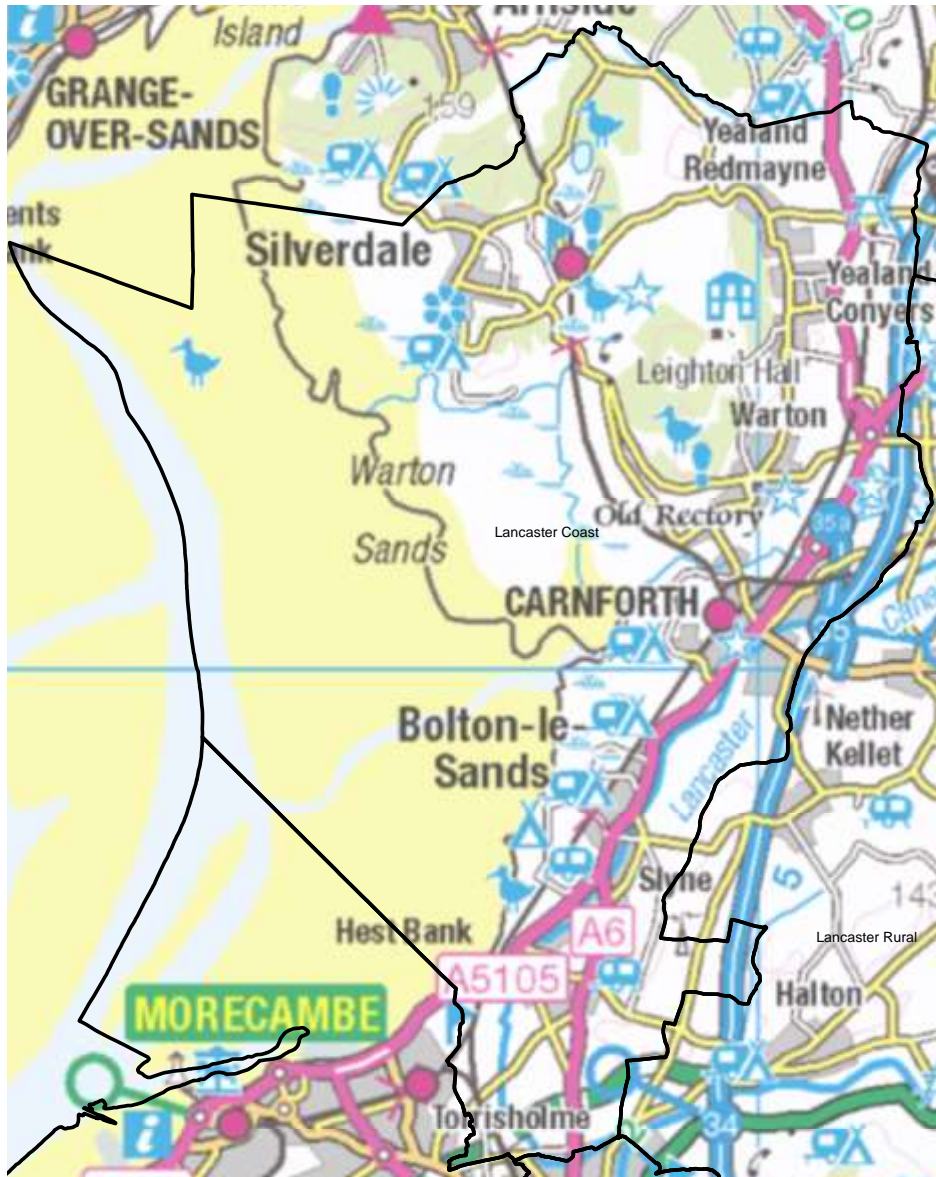 Island
GRANGE-
OVER-SANDS
159
Yealand
Redmayne
Silverdale
Yealand
Conyers
Leighton Hall
Warton
Warton
Sands
Old Rectory
35
Lancaster Coast
CARNFORTH
Bolton-le-
Sands
Lancaster
Nether
Kellet
5
Slyne
143
Hest Bank
A6
Lancaster Rural
A5105
Halton
MORECAMBE
Torrisholme
34
i